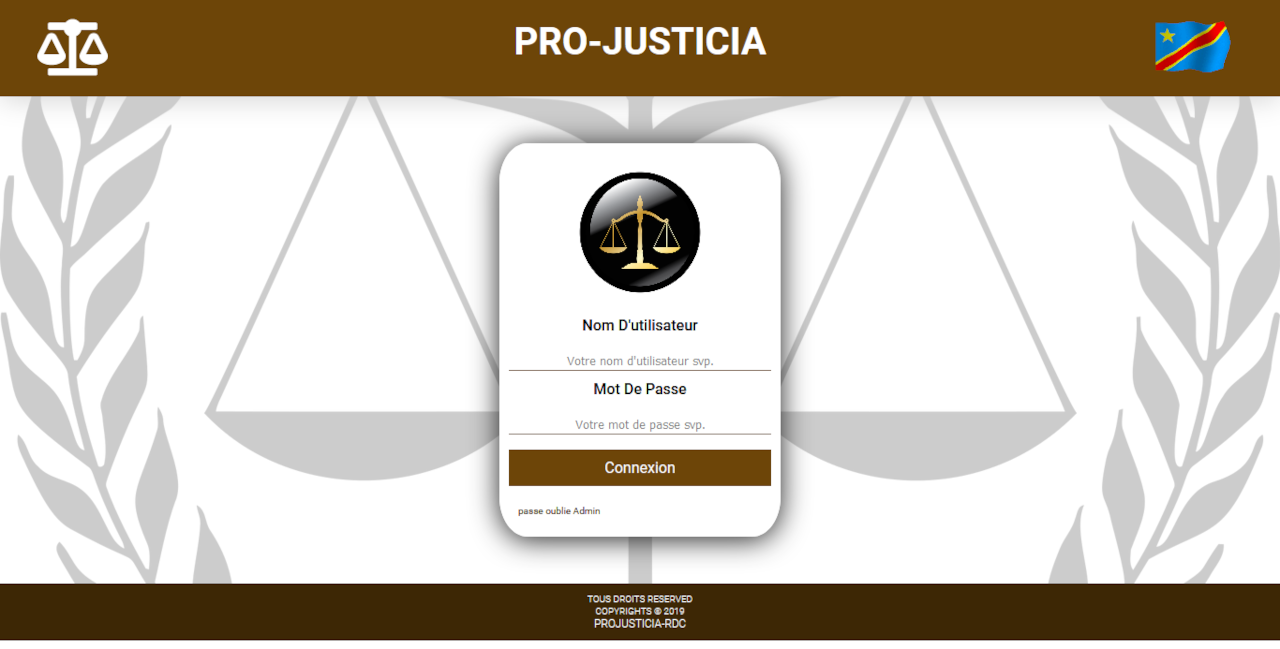 PRO-JUSTICIA
Nom D'utilisateur
Votre nom d'utilisateur svp.
Mot De Passe
Votre mot de passe svp.
Connexion
passe oublie Admin
TOUS DROITS RESERVED
COPYRIGHTS © 2019
PROJUSTICIA-RDC